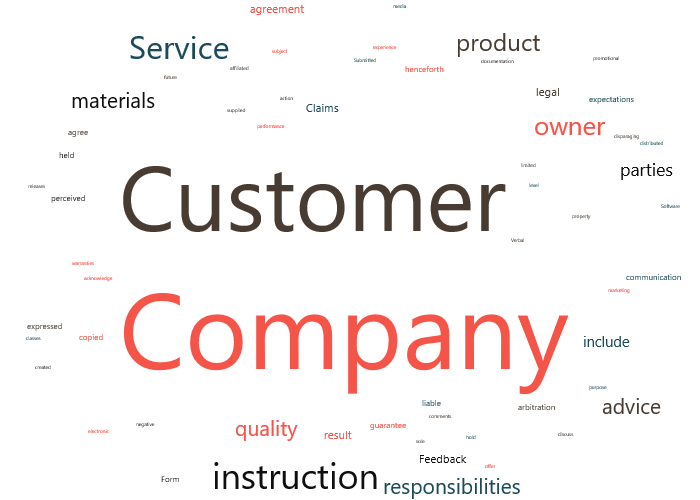 media
agreement
Service
product
experience
subject
Submitted
documentation
promotional
affiliated
henceforth
future
legal
materials
action
expectations
supplied
Claims
performance
owner
agree
disparaging
distributed
held
limited
parties
level
releases
perceived
Software
property
Verbal
Customer
warranties
acknowledge
communication
marketing
Company
expressed
classes
copied
include
created
purpose
liable
advice
arbitration
comments
negative
guarantee
electronic
quality
result
discuss
hold
sole
Feedback
offer
Form
instruction
responsibilities